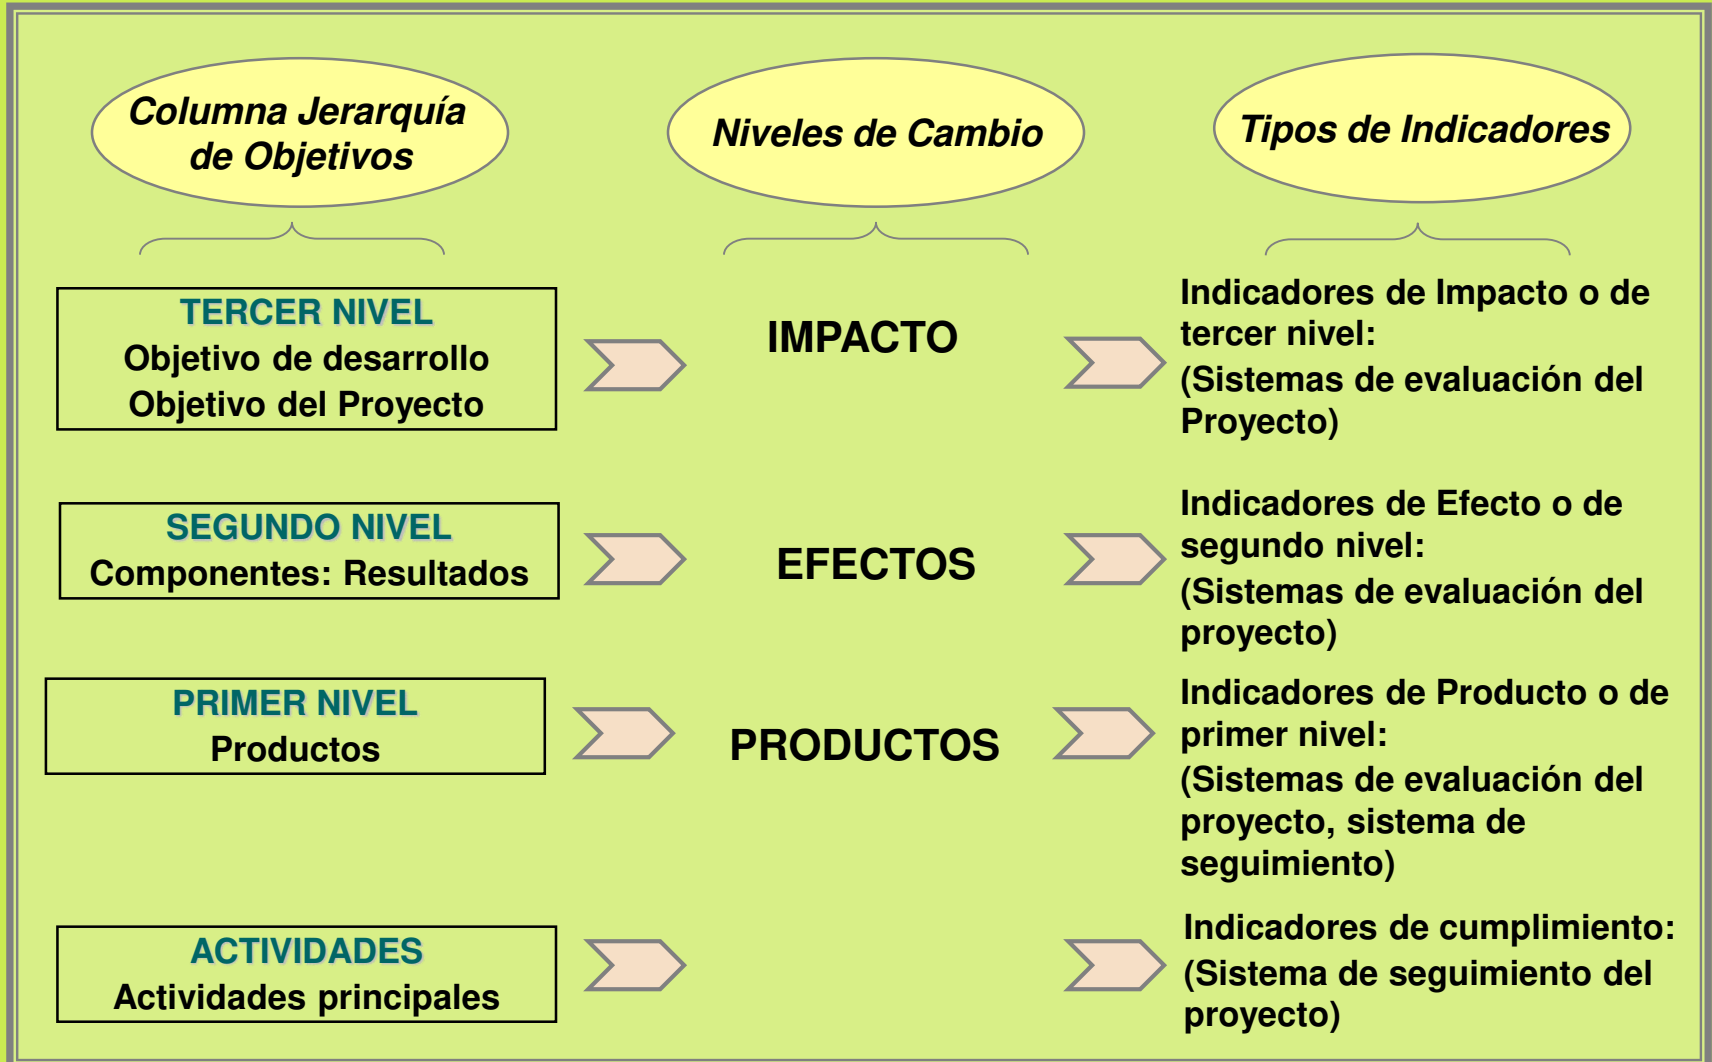 Columna Jerarquía
de Objetivos
Niveles de Cambio
Tipos de Indicadores
TERCER NIVEL
Objetivo de desarrollo
Objetivo del Proyecto
IMPACTO
Indicadores de Impacto o de
tercer nivel:
(Sistemas de evaluación del
Proyecto)
SEGUNDO NIVEL
Componentes: Resultados
EFECTOS
Indicadores de Efecto o de
segundo nivel:
(Sistemas de evaluación del
proyecto)
PRIMER NIVEL
Productos
PRODUCTOS
Indicadores de Producto o de
primer nivel:
(Sistemas de evaluación del
proyecto, sistema de
seguimiento)
ACTIVIDADES
Actividades principales
Indicadores de cumplimiento:
(Sistema de seguimiento del
proyecto)